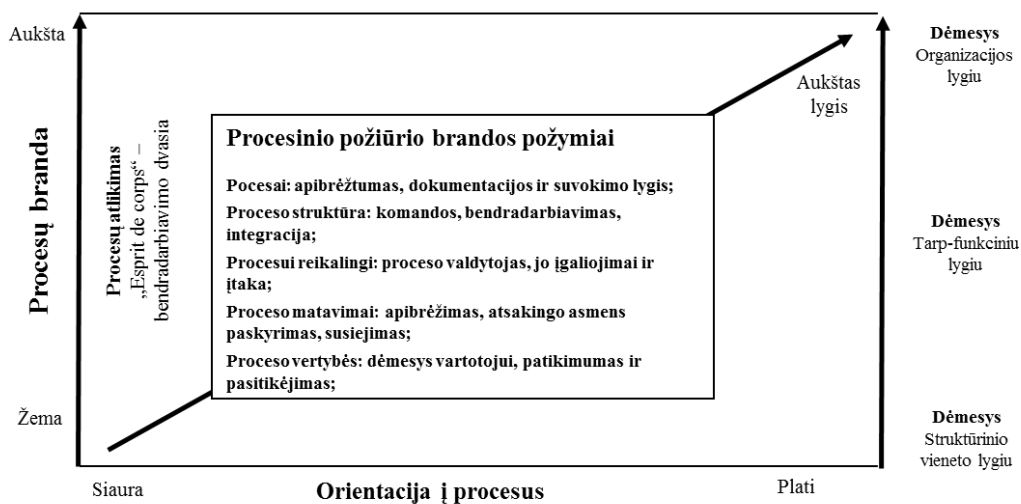 Aukšta
Procesų branda
Žema
Procesų atlikimas
„Esprit de corps“ –
bendradarbiavimo dvasia
Procesinio požiūrio brandos požymiai
Pocesai: apibrėžtumas, dokumentacijos ir suvokimo lygis;
Proceso struktūra: komandos, bendradarbiavimas,
integracija;
Procesui reikalingi: proceso valdytojas, jo įgaliojimai ir
įtaka;
Proceso matavimai: apibrėžimas, atsakingo asmens
paskyrimas, susiejimas;
Proceso vertybės: dėmesys vartotojui, patikimumas ir
pasitikėjimas;
Aukštas
lygis
Dėmesys
Organizacijos
lygiu
Dėmesys
Tarp-funkciniu
lygiu
Dėmesys
Struktūrinio
vieneto lygiu
Siaura
Orientacija į procesus
Plati